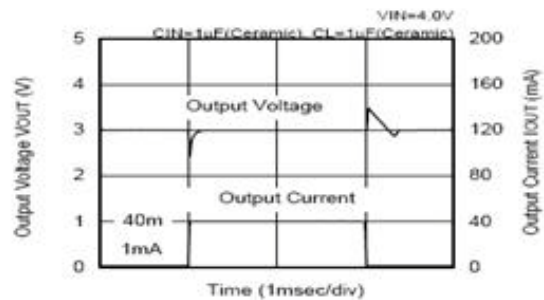 VIN=4.0V
CIN=1uF(Ceramic), CL=1uF(Ceramic)
Output Voltage VOUT (V)
5
4
3
2
1
0
Output Voltage
Output Current
40m
1mA
200
160
120
80
40
0
Output Current IOUT (mA)
Time (1msec/div)